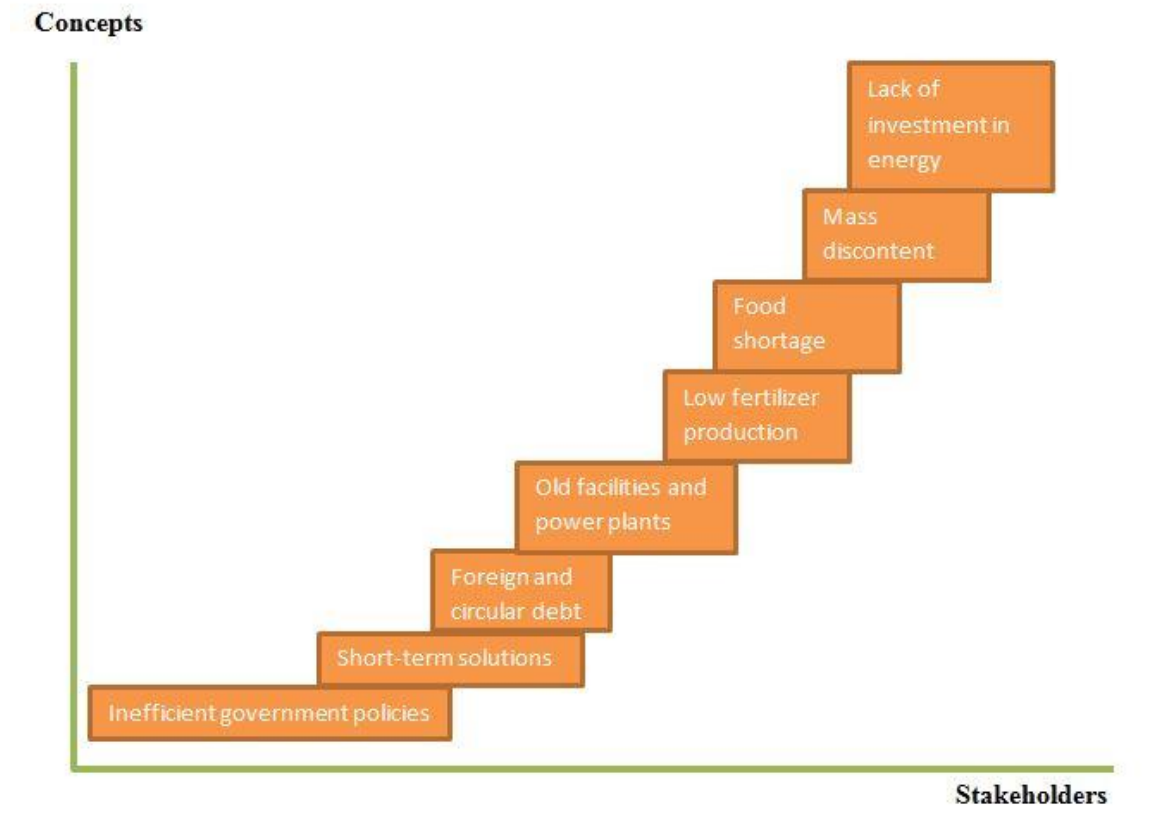 Concepts
Lack of
investment in
energy
Mass
discontent
Food
shortage
Low fertilizer
production
Old facilities and
power plants
Foreign and
circular debt
Short-term solutions
Inefficient government policies
Stakeholders